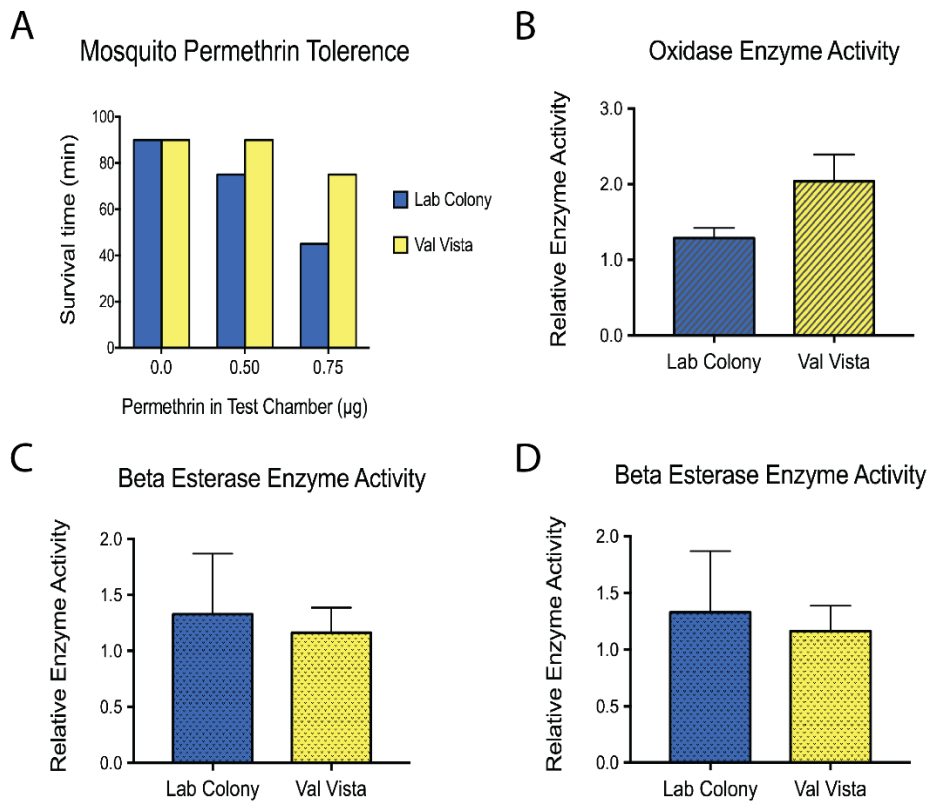 A
Mosquito Permethrin Tolerence
Survival time (min)
100
80
60
40
20
0
0.0 0.50 0.75
Permethrin in Test Chamber (µg)
Lab Colony
Val Vista
B
Oxidase Enzyme Activity
Relative Enzyme Activity
3.0
2.0
1.0
0.0
Lab Colony Val Vista
C
Beta Esterase Enzyme Activity
Relative Enzyme Activity
2.0
1.5
1.0
0.5
0.0
Lab Colony Val Vista
D
Beta Esterase Enzyme Activity
Relative Enzyme Activity
2.0
1.5
1.0
0.5
0.0
Lab Colony Val Vista